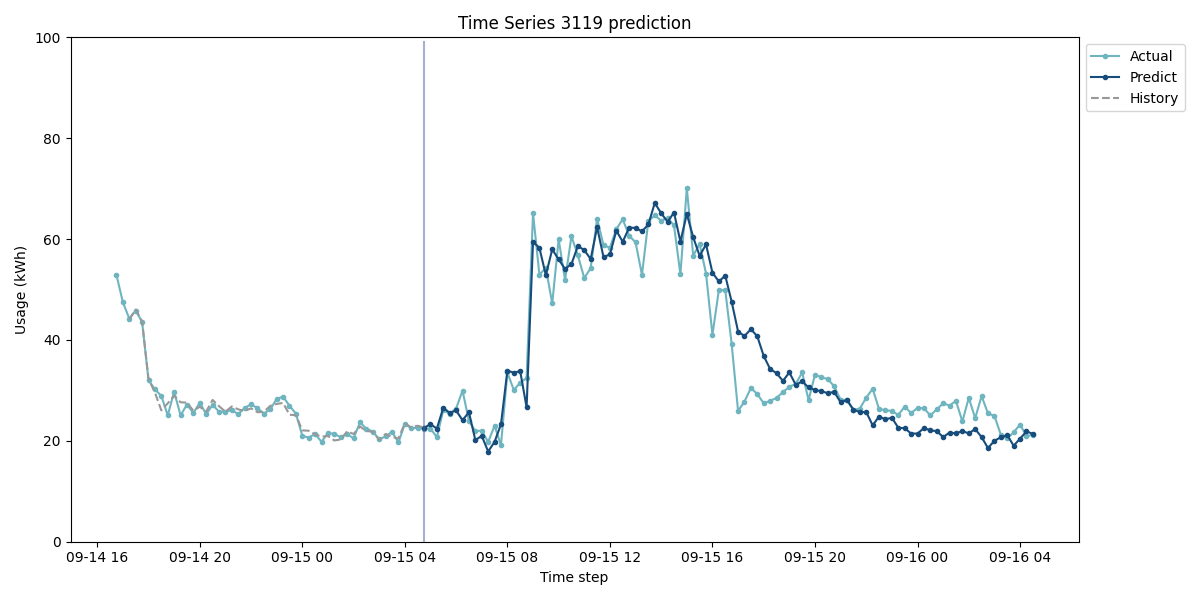 Time Series 3119 prediction
Usage (kWh)
100
80
60
40
20
0
09-14 16 09-14 20 09-15 00 09-15 04 09-15 08 09-15 12 09-15 16 09-15 20 09-16 00 09-16 04
Time step
Actual
Predict
History